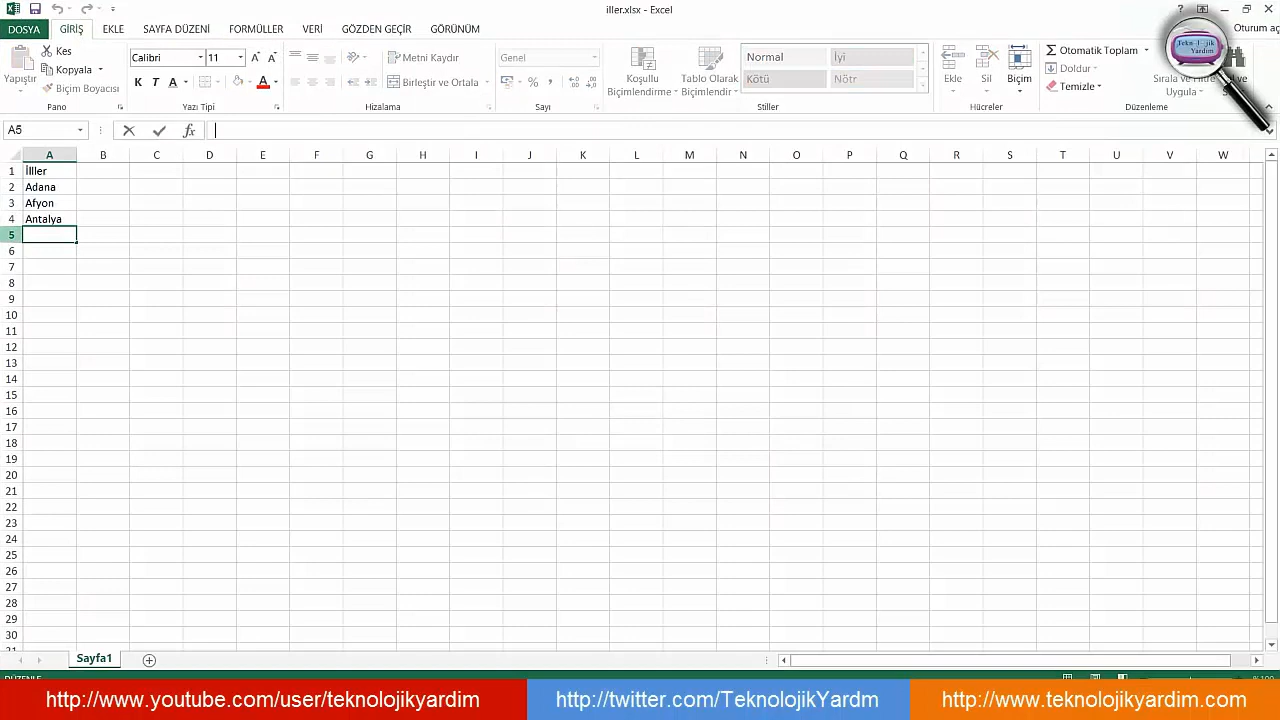 iller.xlsx - Excel
?
Oturum aç
DOSYA GİRİŞ EKLE SAYFA DÜZENİ FORMÜLLER VERİ GÖZDEN GEÇİR GÖRÜNÜM
Yapıştır
Kes
Kopyala
Biçim Boyacısı
Pano
Calibri 11
K T A
Yazı Tipi
Metni Kaydır
Birleştir ve Ortala
Hizalama
Genel
%
Sayı
Koşullu
Biçimlendirme
Tablo Olarak
Biçimlendir
Normal İyi
Kötü Nötr
Stiller
Ekle Sil Biçim
Hücreler
Otomatik Toplam
Doldur
Temizle
Sırala ve Filtre
Uygula
Düzenleme
Yardım
A5 fx
A B C D E F G H I J K L M N O P Q R S T U V W
1 İlller
2 Adana
3 Afyon
4 Antalya
5
6
7
8
9
10
11
12
13
14
15
16
17
18
19
20
21
22
23
24
25
26
27
28
29
30
Sayfa1
http://www.youtube.com/user/teknolojikyardim http://twitter.com/TeknolojikYardm http://www.teknolojikyardim.com